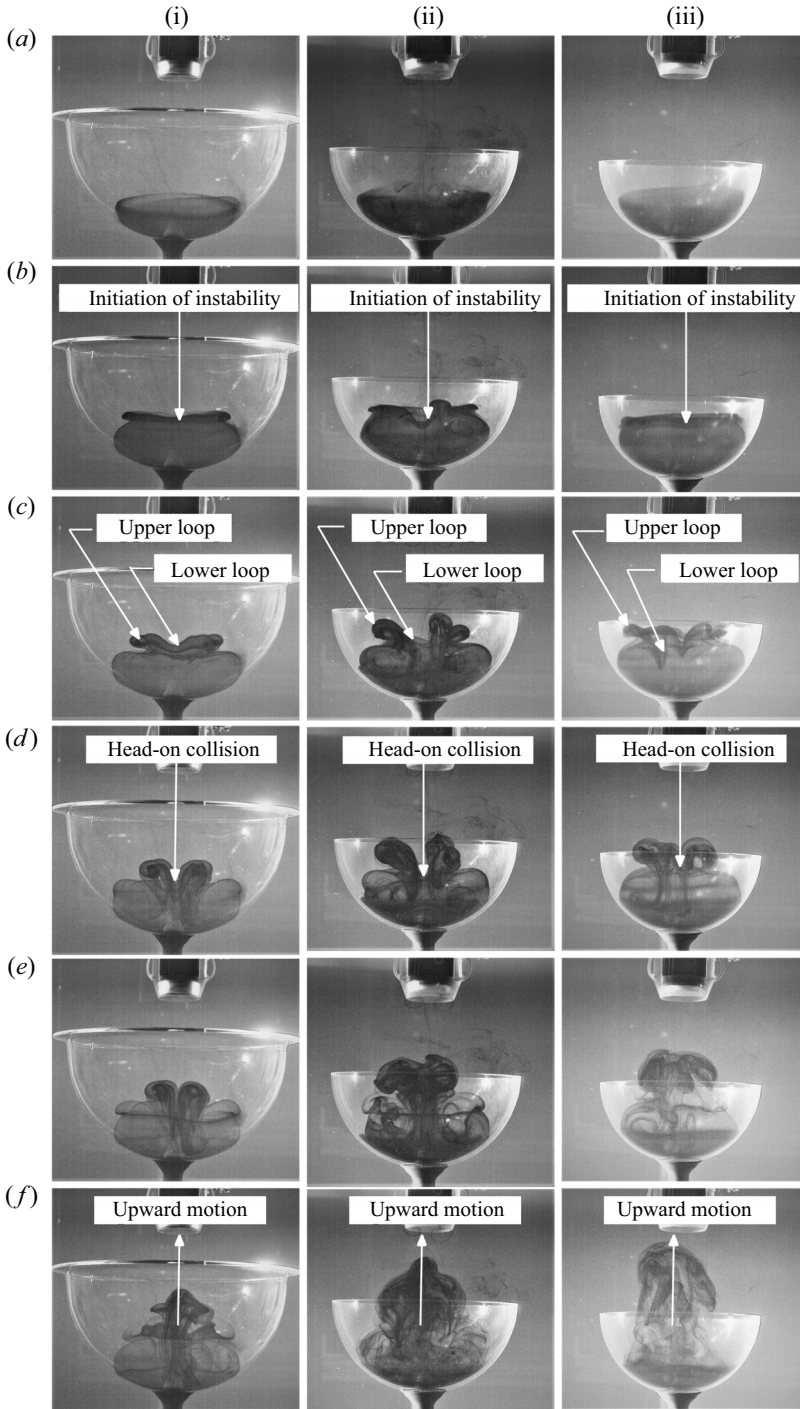 (i) (ii) (iii)
(a)
(b)
Initiation of instability Initiation of instability Initiation of instability
(c)
Upper loop Upper loop Upper loop
Lower loop Lower loop Lower loop
(d)
Head-on collision Head-on collision Head-on collision
(e)
(f)
Upward motion Upward motion Upward motion